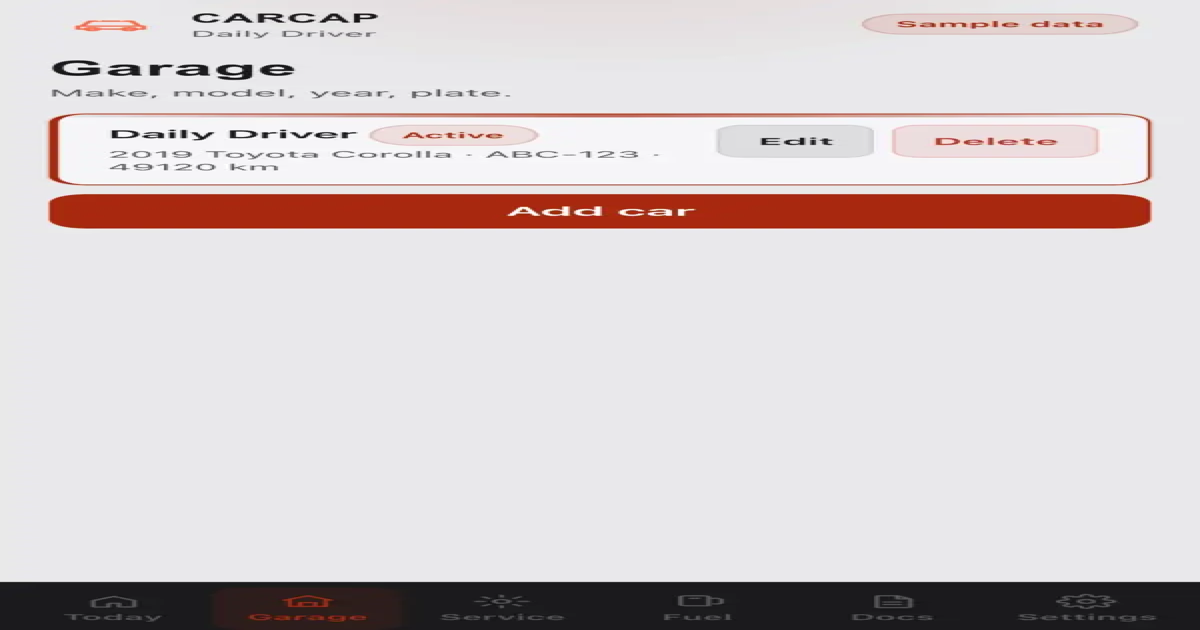 CARCAP
Daily Driver
Sample data
Garage
Make, model, year, plate.
Daily Driver
Active
2019 Toyota Corolla · ABC-123 ·
49120 km
Edit
Delete
Add car
Today
Garage
Service
Fuel
Docs
Settings